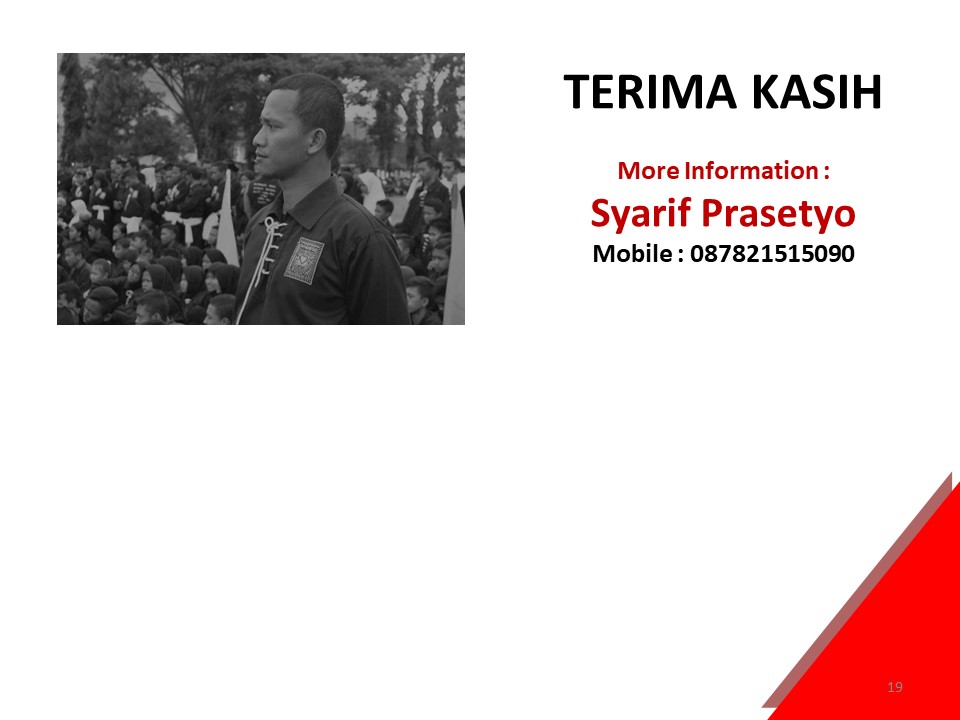 TERIMA KASIH
More Information :
Syarif Prasetyo
Mobile : 087821515090
19